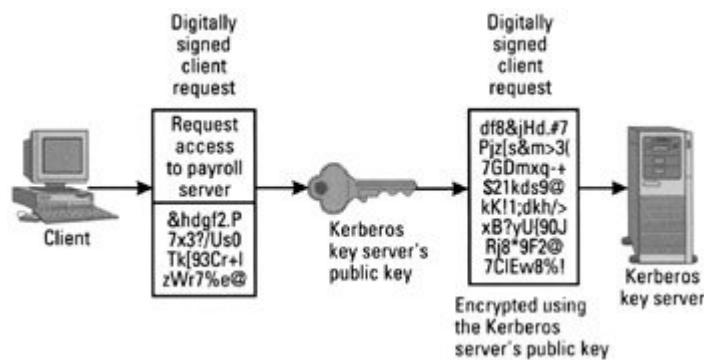 Digitally
signed
client
request
Request
access
to payroll
server
&hdgf2.P
7x3?/Us0
Tk[93Cr+l
zWr7%e@
Client
Kerberos
key server's
public key
Digitally
signed
client
request
df8&jHd.#7
Pjz[s&m>3(
7GDmxq-+
$21kds9@
kK!1;dkh/>
xB?yU{90J
Rj8*9F2@
7ClEw8%!
Encrypted using
the Kerberos
server's public key
Kerberos
key server